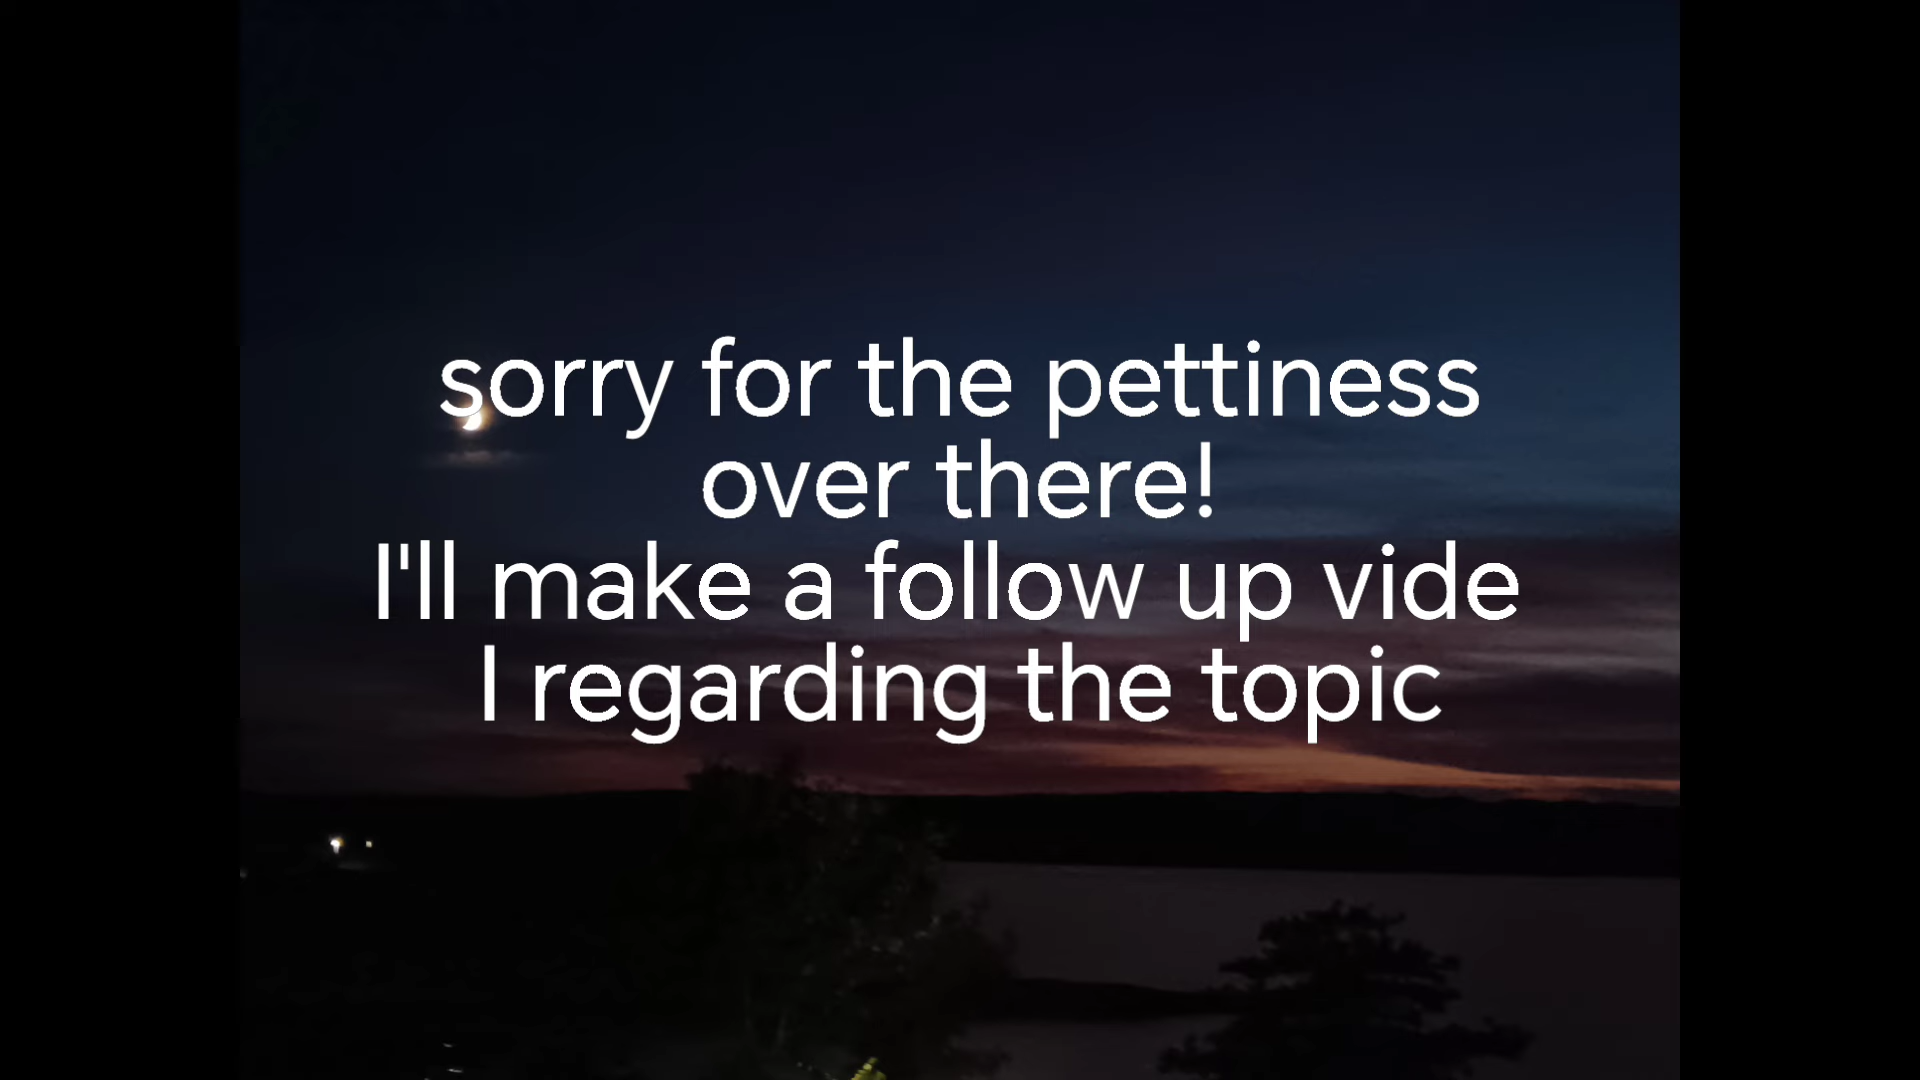 sorry for the pettiness
over there!
I'll make a follow up vide
I regarding the topic